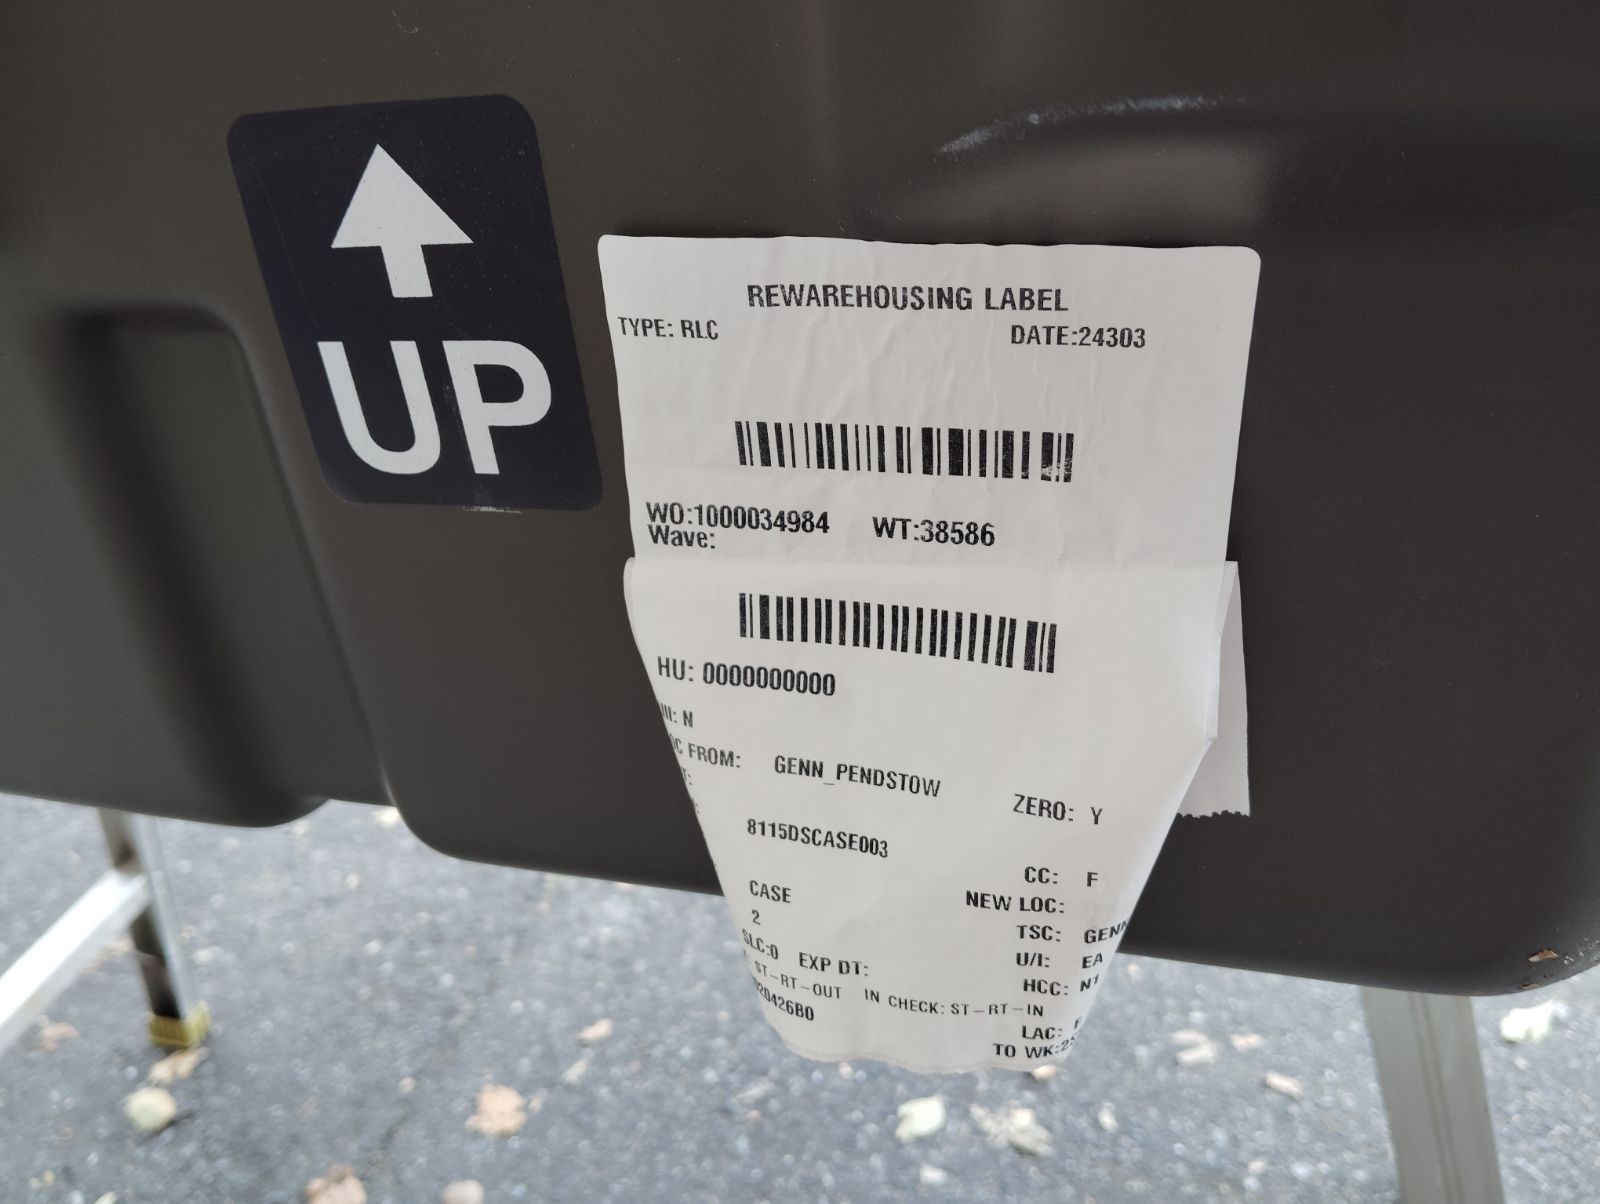 UP
REWAREHOUSING LABEL
TYPE: RLC DATE:24303
WO:1000034984 WT:38586
Wave:
HU: 0000000000
N
FROM: GENN_PENDSTOW
ZERO: Y
8115DSCASE003
CC: F
CASE
NEW LOC:
2
TSC: GENN
SLC:0 EXP DT:
U/I: EA
HCC: N1
ST-RT-OUT IN CHECK: ST-RT-IN
LAC:
TO WK: